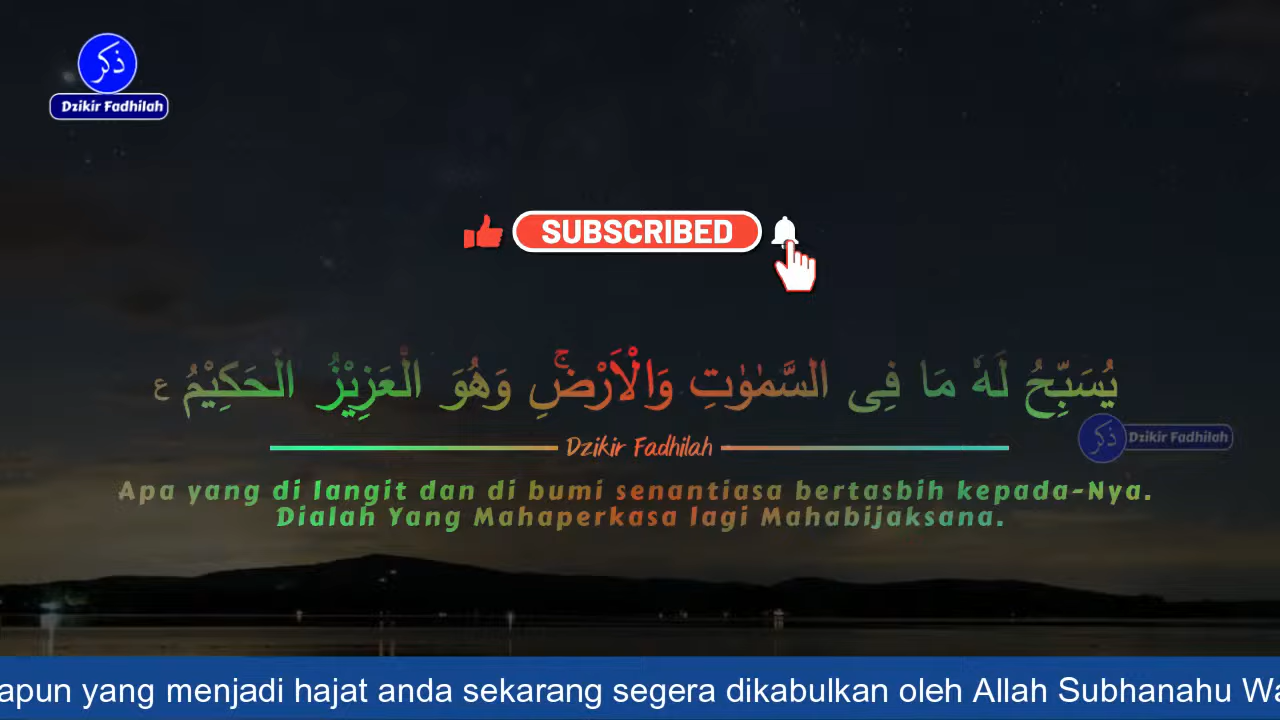 ذكر
Dzikir Fadhilah
SUBSCRIBED
يُسَبِّحُ لَهٗ مَا فِى السَّمٰوٰتِ وَالْاَرْضِۚ وَهُوَ الْعَزِيْزُ الْحَكِيْمُ ع
ذكر
Dzikir Fadhilah
Dzikir Fadhilah
Apa yang di langit dan di bumi senantiasa bertasbih kepada-Nya.
Dialah Yang Mahaperkasa lagi Mahabijaksana.
apun yang menjadi hajat anda sekarang segera dikabulkan oleh Allah Subhanahu Wa